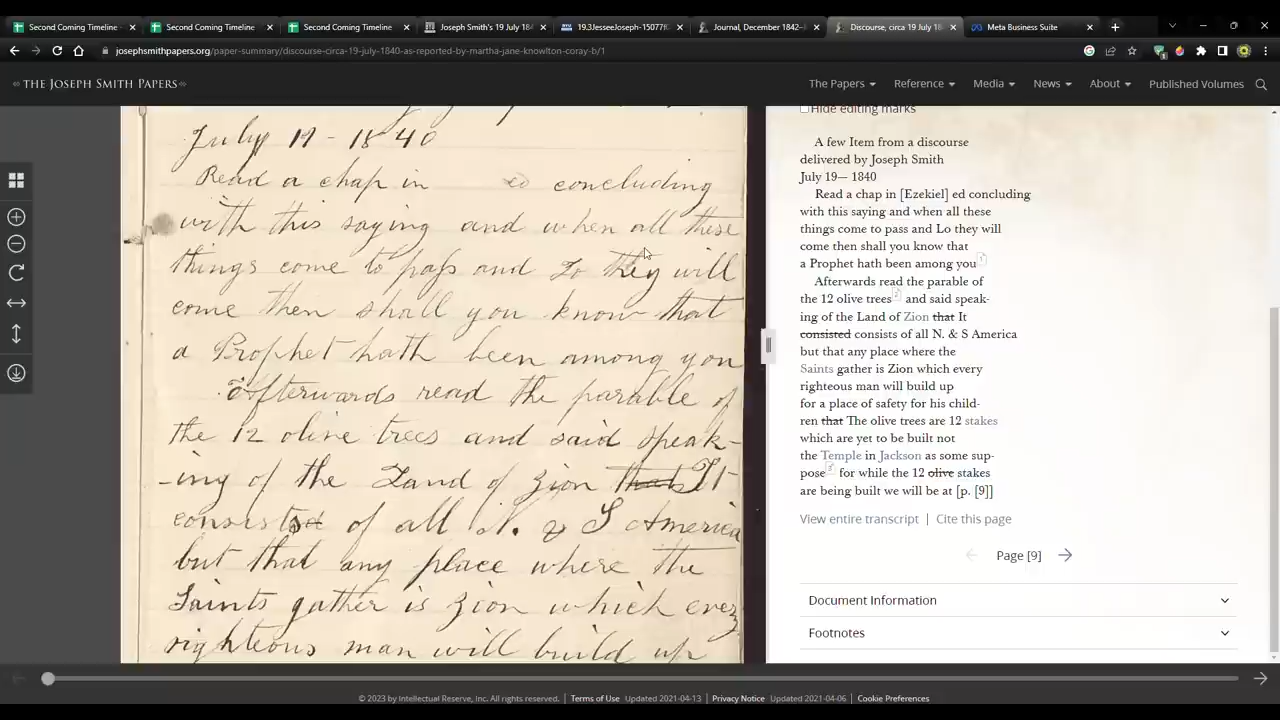 Second Coming Timeline
Second Coming Timeline
Second Coming Timeline
Joseph Smith's 19 July 184
19.3JesseeJoseph-15077f
Journal, December 1842–
Discourse, circa 19 July 18
Meta Business Suite
josephsmithpapers.org/paper-summary/discourse-circa-19-july-1840-as-reported-by-martha-jane-knowlton-coray-b/1
THE JOSEPH SMITH PAPERS
The Papers
Reference
Media
News
About
Published Volumes
July 19 - 1840
Read a chap in ed concluding
with this saying and when all these
things come to pass and Lo they will
come then shall you know that
a Prophet hath been among you
Afterwards read the parable of
the 12 olive trees and said speak-
-ing of the Land of Zion that It
consisted of all N. & S America
but that any place where the
Saints gather is Zion which every
righteous man will build up
Hide editing marks
A few Item from a discourse
delivered by Joseph Smith
July 19— 1840
Read a chap in [Ezekiel] ed concluding
with this saying and when all these
things come to pass and Lo they will
come then shall you know that
a Prophet hath been among you 1
Afterwards read the parable of
the 12 olive trees 2 and said speak-
ing of the Land of Zion that It
consisted consists of all N. & S America
but that any place where the
Saints gather is Zion which every
righteous man will build up
for a place of safety for his child-
ren that The olive trees are 12 stakes
which are yet to be built not
the Temple in Jackson as some sup-
pose 3 for while the 12 olive stakes
are being built we will be at [p. [9]]
View entire transcript | Cite this page
Page [9]
Document Information
Footnotes
© 2023 by Intellectual Reserve, Inc. All rights reserved. | Terms of Use Updated 2021-04-13 | Privacy Notice Updated 2021-04-06 | Cookie Preferences